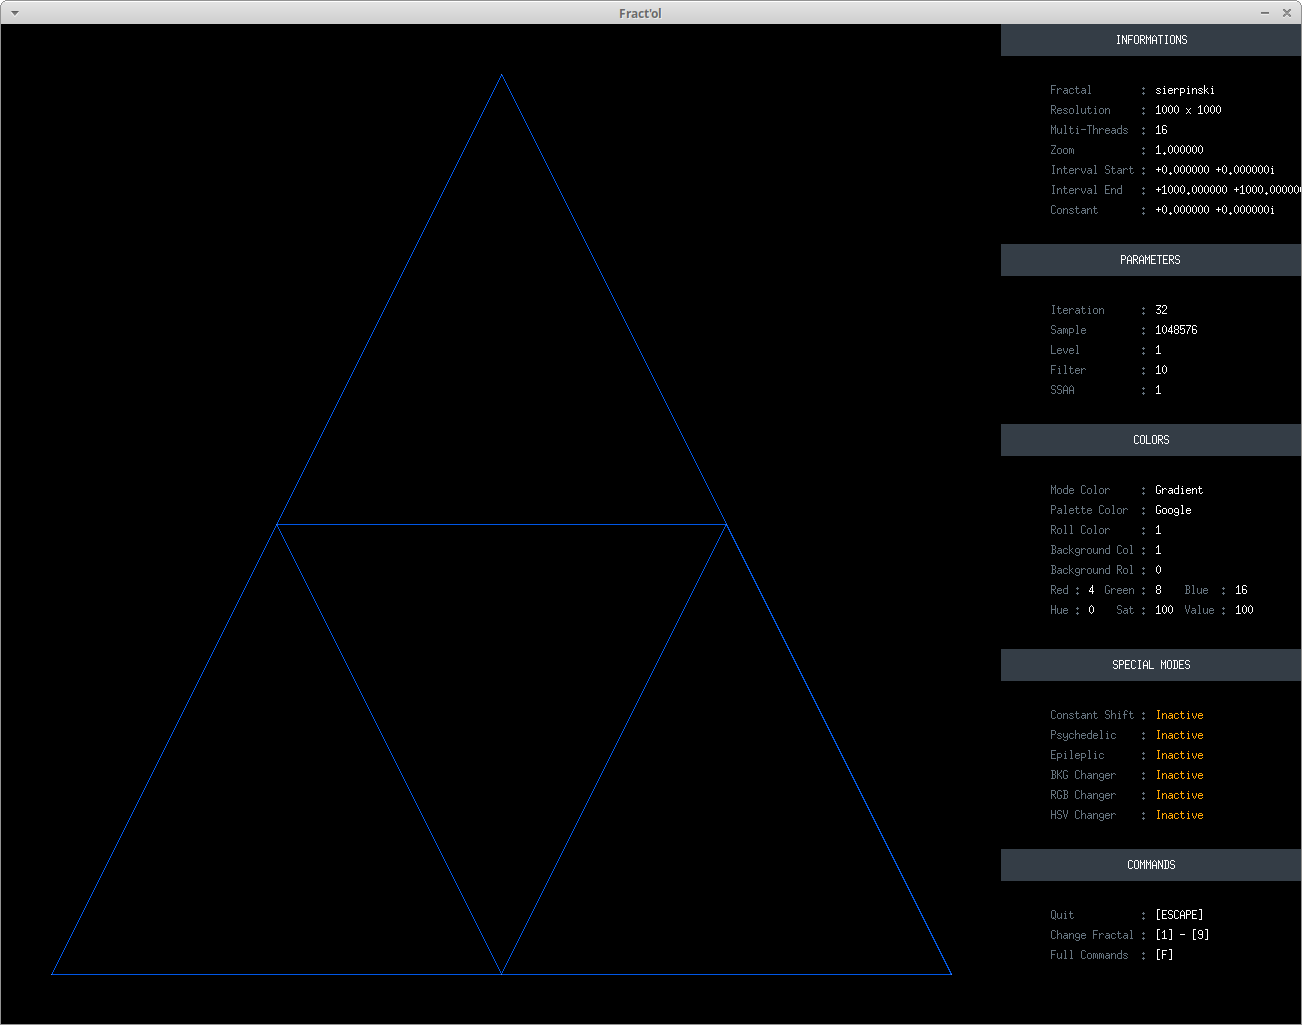 Fract'ol
INFORMATIONS
Fractal : sierpinski
Resolution : 1000 x 1000
Multi-Threads : 16
Zoom : 1.000000
Interval Start : +0.000000 +0.000000i
Interval End : +1000.000000 +1000.00000
Constant : +0.000000 +0.000000i
PARAMETERS
Iteration : 32
Sample : 1048576
Level : 1
Filter : 10
SSAA : 1
COLORS
Mode Color : Gradient
Palette Color : Google
Roll Color : 1
Background Col : 1
Background Rol : 0
Red : 4 Green : 8 Blue : 16
Hue : 0 Sat : 100 Value : 100
SPECIAL MODES
Constant Shift : Inactive
Psychedelic : Inactive
Epileplic : Inactive
BKG Changer : Inactive
RGB Changer : Inactive
HSV Changer : Inactive
COMMANDS
Quit : [ESCAPE]
Change Fractal : [1] - [9]
Full Commands : [F]